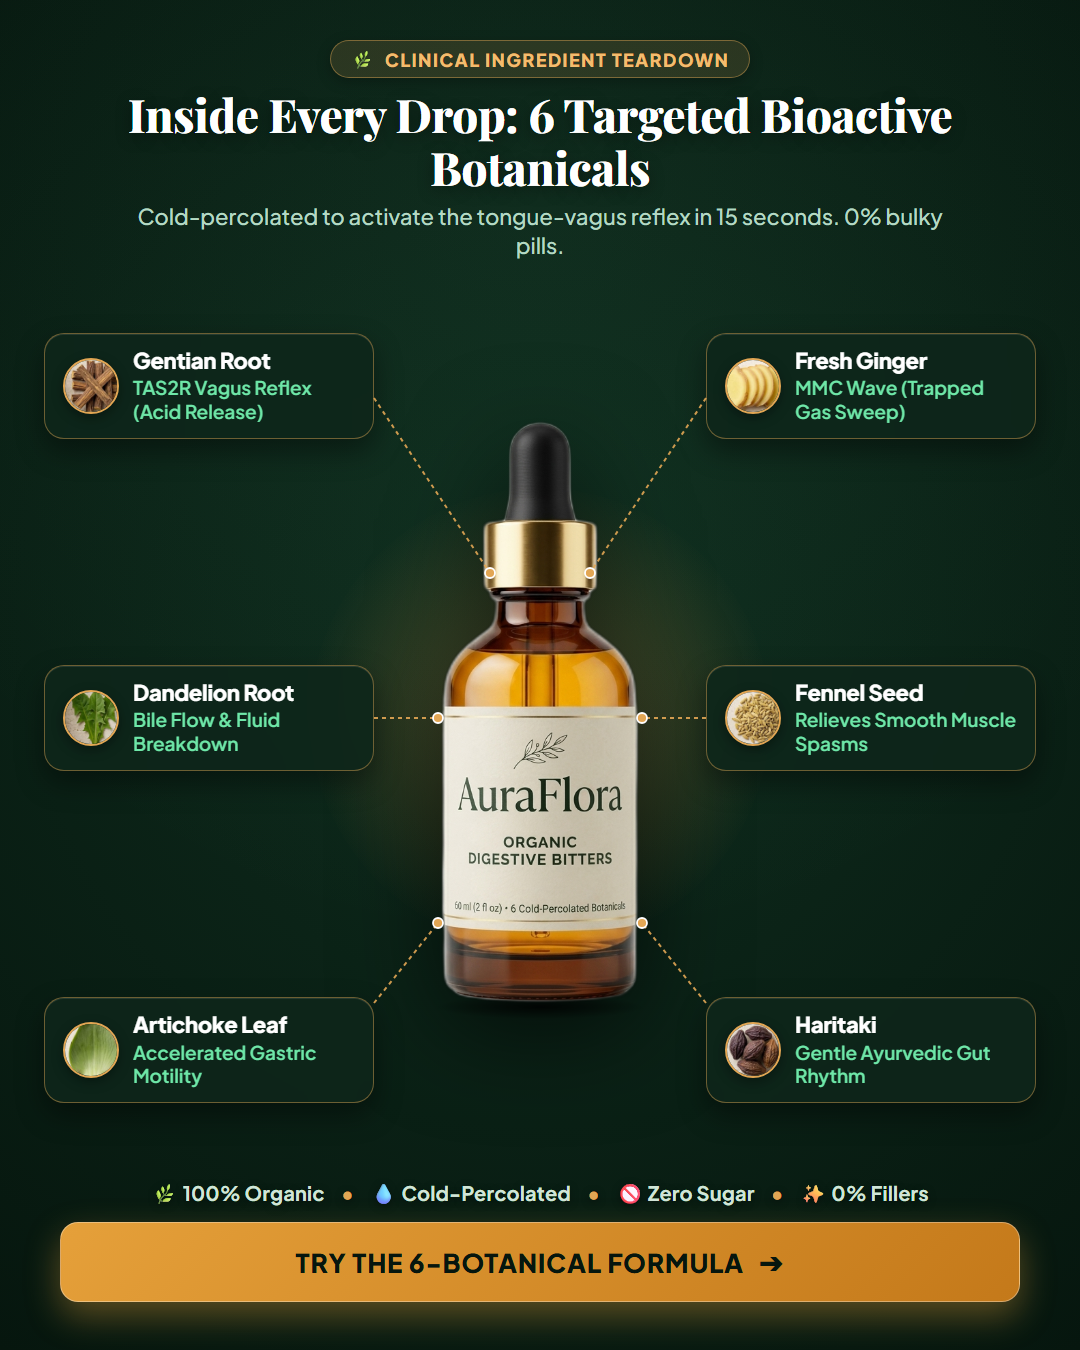 CLINICAL INGREDIENT TEARDOWN
Inside Every Drop: 6 Targeted Bioactive
Botanicals
Cold-percolated to activate the tongue-vagus reflex in 15 seconds. 0% bulky
pills.
Gentian Root
TAS2R Vagus Reflex
(Acid Release)
Fresh Ginger
MMC Wave (Trapped
Gas Sweep)
Dandelion Root
Bile Flow & Fluid
Breakdown
Fennel Seed
Relieves Smooth Muscle
Spasms
AuraFlora
ORGANIC
DIGESTIVE BITTERS
60 ml (2 fl oz) • 6 Cold-Percolated Botanicals
Artichoke Leaf
Accelerated Gastric
Motility
Haritaki
Gentle Ayurvedic Gut
Rhythm
🌿 100% Organic • 💧 Cold-Percolated • 🚫 Zero Sugar • ✨ 0% Fillers
TRY THE 6-BOTANICAL FORMULA ➔